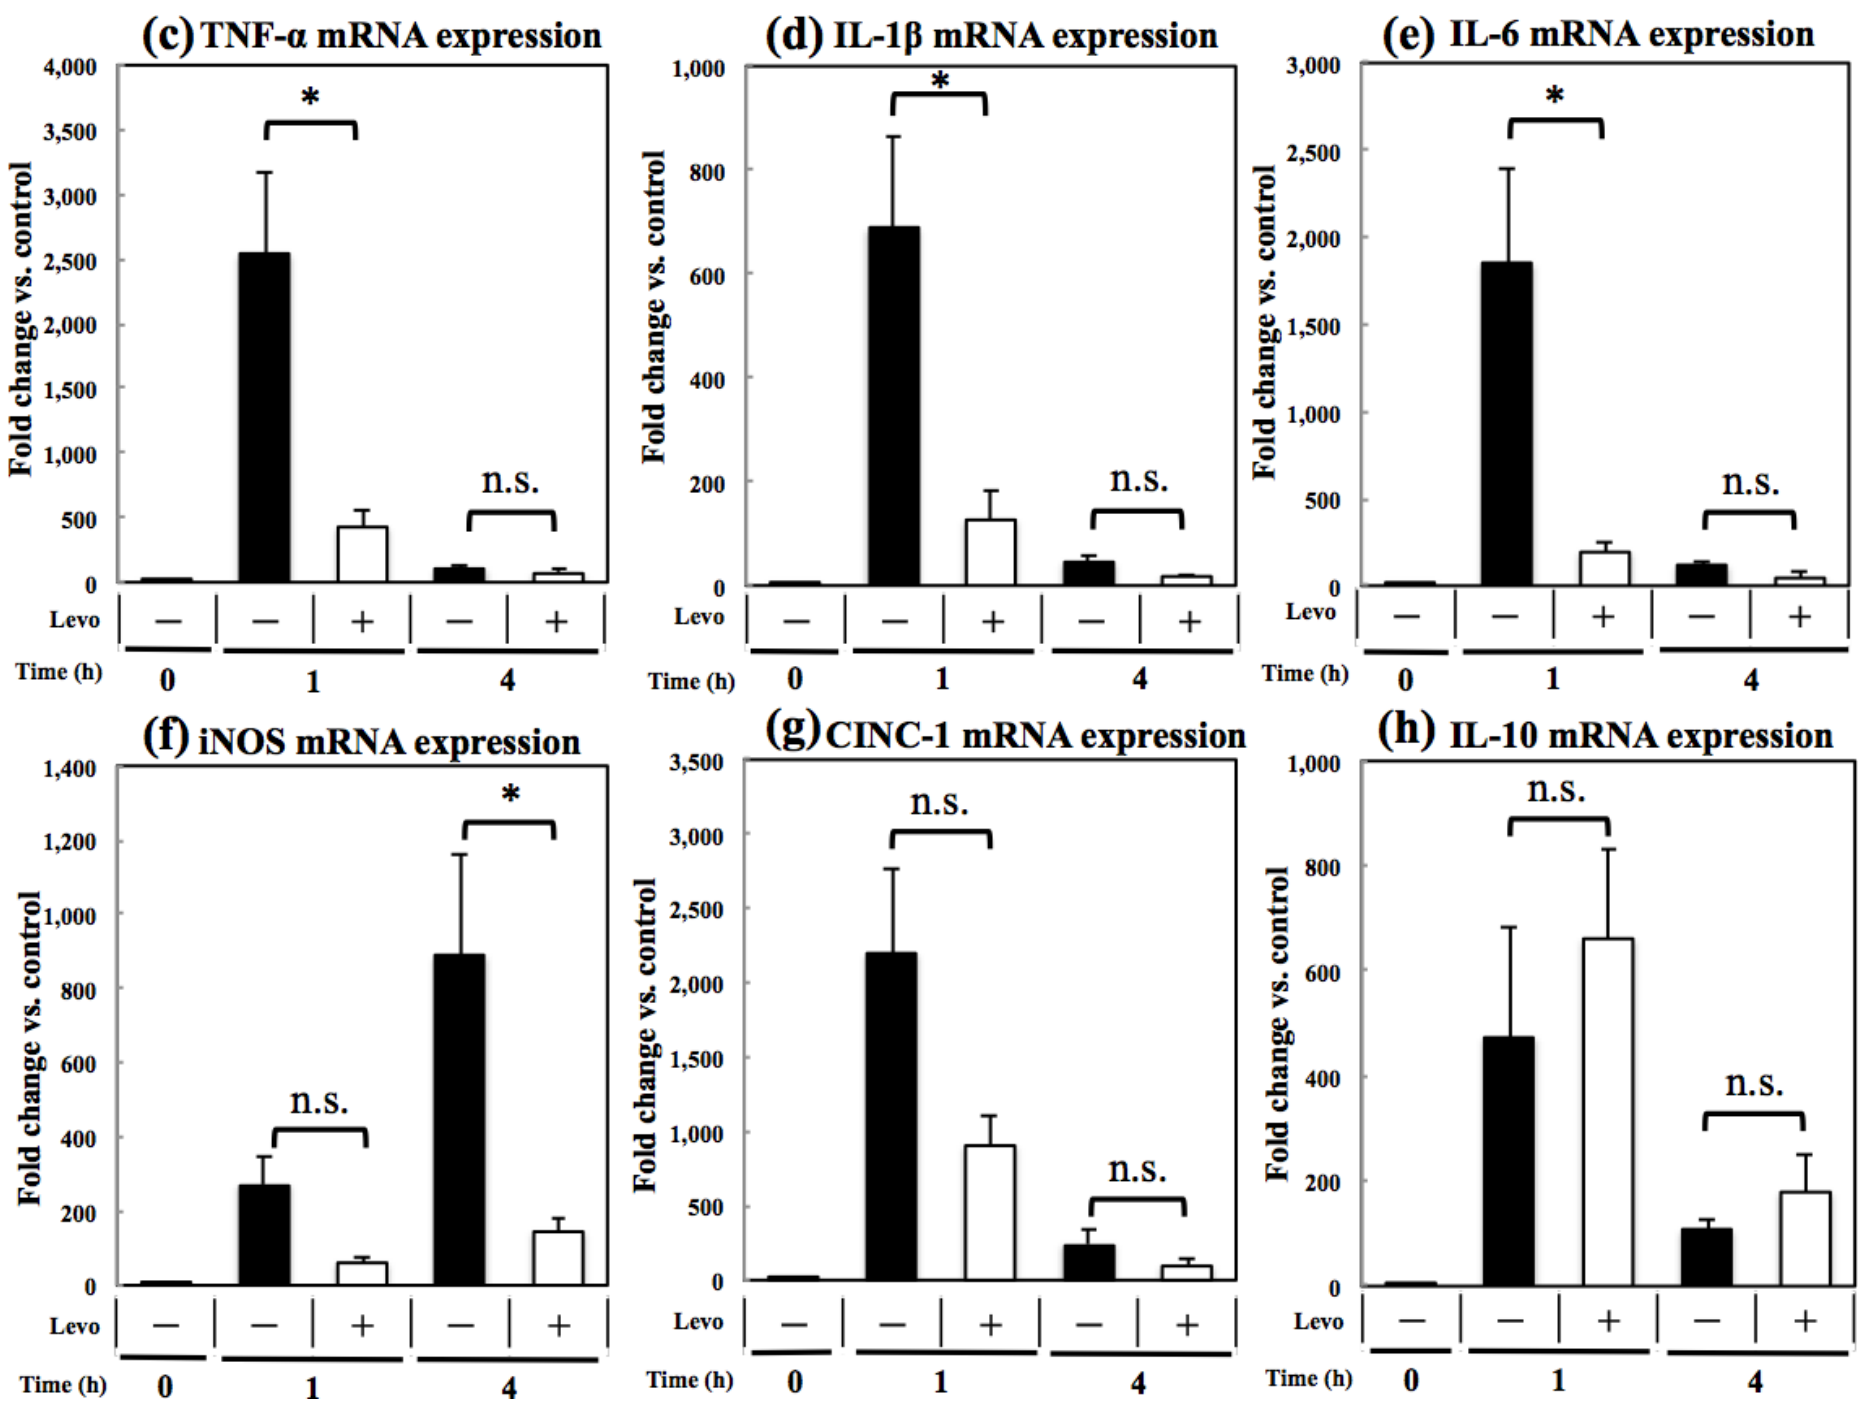 (c) TNF-α mRNA expression
Fold change vs. control
4,000
3,500
3,000
2,500
2,000
1,500
1,000
500
0
*
n.s.
Levo — — + — +
Time (h) 0 1 4
(d) IL-1β mRNA expression
Fold change vs. control
1,000
800
600
400
200
0
*
n.s.
Levo — — + — +
Time (h) 0 1 4
(e) IL-6 mRNA expression
Fold change vs. control
3,000
2,500
2,000
1,500
1,000
500
0
*
n.s.
Levo — — + — +
Time (h) 0 1 4
(f) iNOS mRNA expression
Fold change vs. control
1,400
1,200
1,000
800
600
400
200
0
n.s.
*
Levo — — + — +
Time (h) 0 1 4
(g) CINC-1 mRNA expression
Fold change vs. control
3,500
3,000
2,500
2,000
1,500
1,000
500
0
n.s.
n.s.
Levo — — + — +
Time (h) 0 1 4
(h) IL-10 mRNA expression
Fold change vs. control
1,000
800
600
400
200
0
n.s.
n.s.
Levo — — + — +
Time (h) 0 1 4